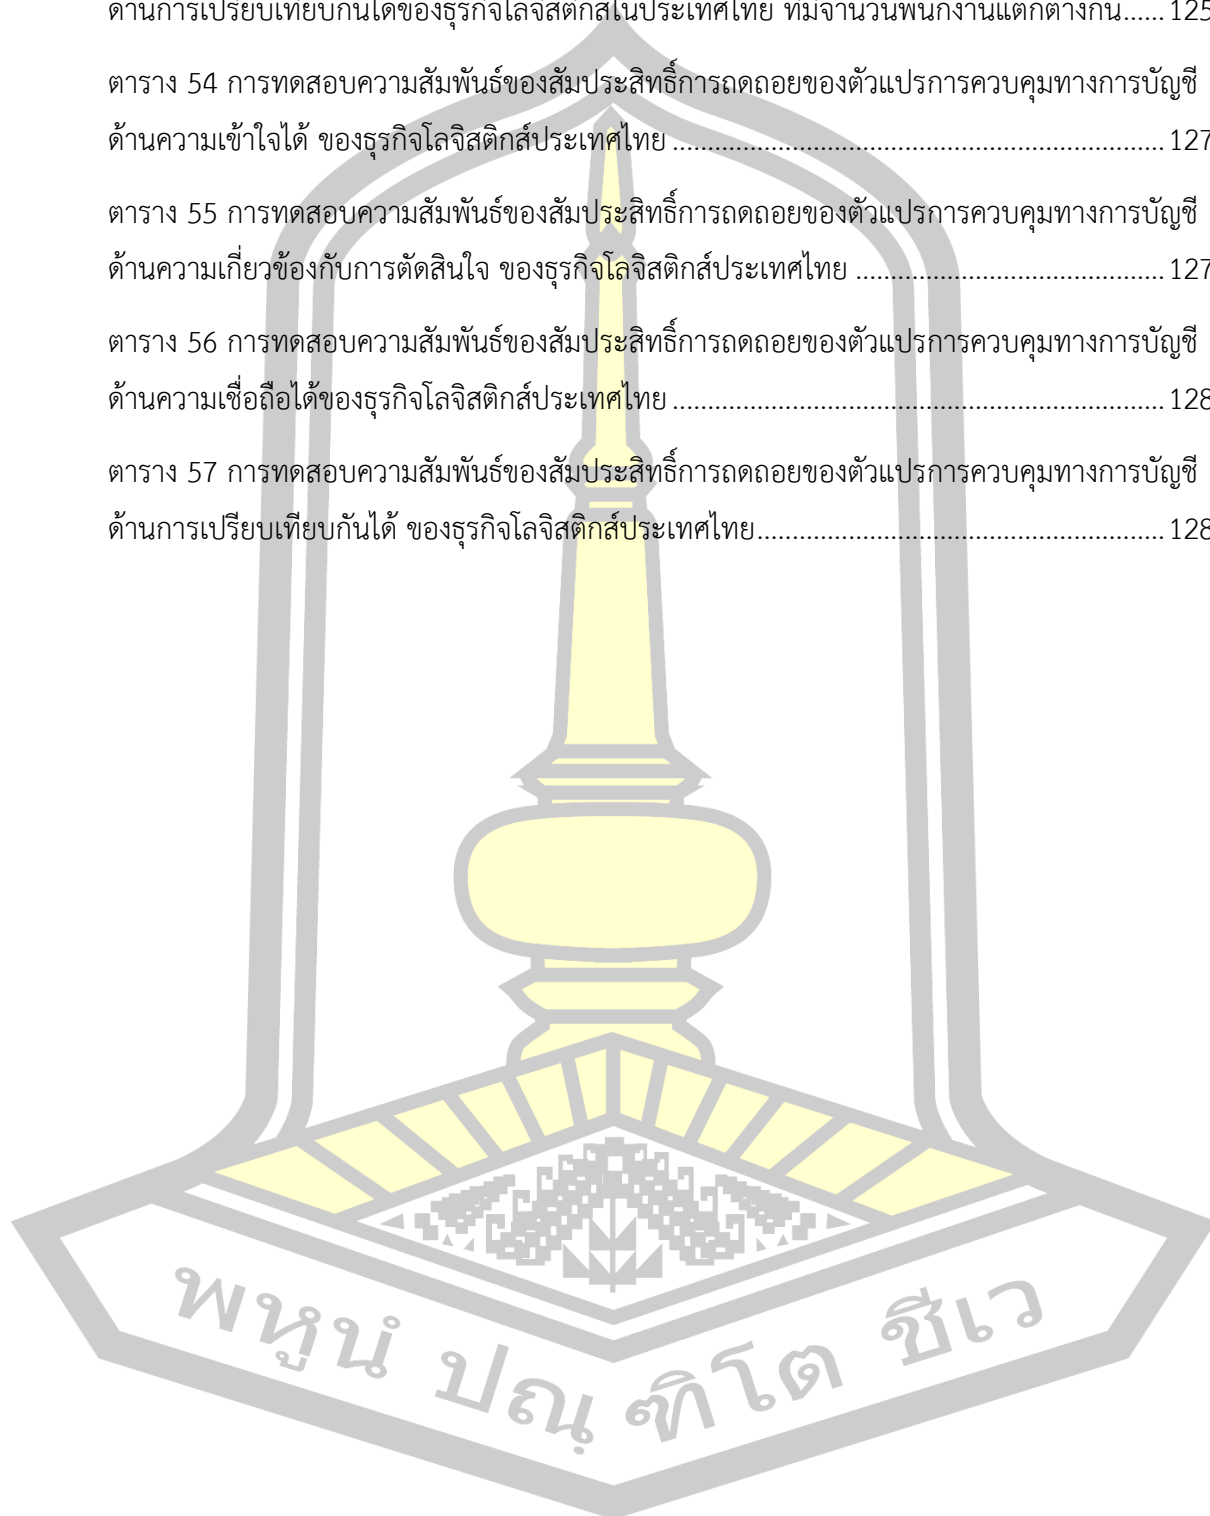 ด้านการเปรียบเทียบกันได้ของธุรกิจโลจิสติกส์ในประเทศไทย ที่มีจำนวนพนักงานแตกต่างกัน...... 125
ตาราง 54 การทดสอบความสัมพันธ์ของสัมประสิทธิ์การถดถอยของตัวแปรการควบคุมทางการบัญชี
ด้านความเข้าใจได้ ของธุรกิจโลจิสติกส์ประเทศไทย ..................................................................... 127
ตาราง 55 การทดสอบความสัมพันธ์ของสัมประสิทธิ์การถดถอยของตัวแปรการควบคุมทางการบัญชี
ด้านความเกี่ยวข้องกับการตัดสินใจ ของธุรกิจโลจิสติกส์ประเทศไทย ........................................... 127
ตาราง 56 การทดสอบความสัมพันธ์ของสัมประสิทธิ์การถดถอยของตัวแปรการควบคุมทางการบัญชี
ด้านความเชื่อถือได้ของธุรกิจโลจิสติกส์ประเทศไทย ..................................................................... 128
ตาราง 57 การทดสอบความสัมพันธ์ของสัมประสิทธิ์การถดถอยของตัวแปรการควบคุมทางการบัญชี
ด้านการเปรียบเทียบกันได้ ของธุรกิจโลจิสติกส์ประเทศไทย......................................................... 128
พหูนํ ปณฺฑิโต ชีเว